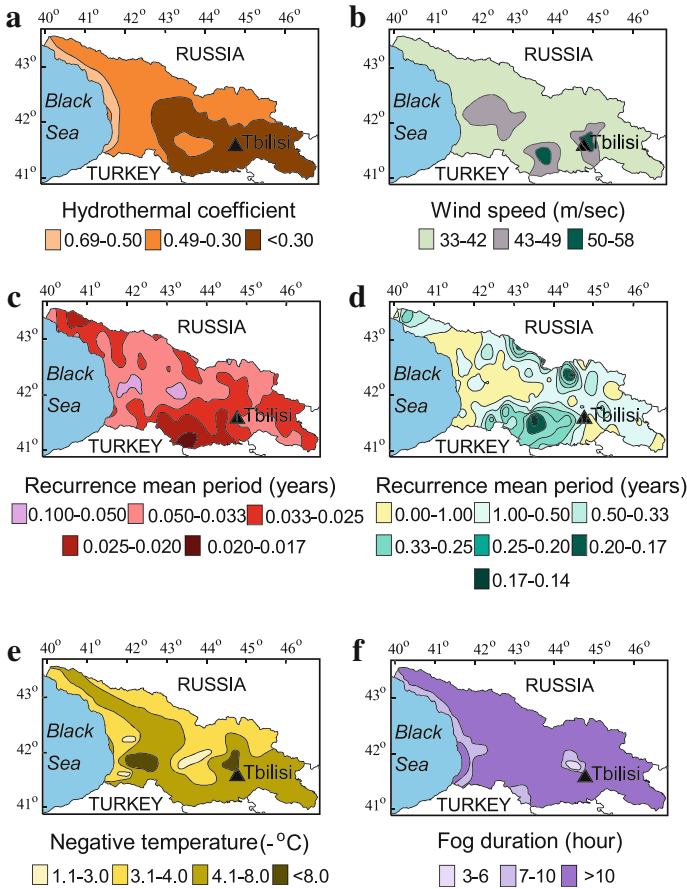 a
40° 41° 42° 43° 44° 45° 46°
43°
42°
41°
RUSSIA
Black
Sea
Tbilisi
TURKEY
Hydrothermal coefficient
0.69-0.50 0.49-0.30 <0.30
b
40° 41° 42° 43° 44° 45° 46°
43°
42°
41°
RUSSIA
Black
Sea
Tbilisi
TURKEY
Wind speed (m/sec)
33-42 43-49 50-58
c
40° 41° 42° 43° 44° 45° 46°
43°
42°
41°
RUSSIA
Black
Sea
Tbilisi
TURKEY
Recurrence mean period (years)
0.100-0.050 0.050-0.033 0.033-0.025
0.025-0.020 0.020-0.017
d
40° 41° 42° 43° 44° 45° 46°
43°
42°
41°
RUSSIA
Black
Sea
Tbilisi
TURKEY
Recurrence mean period (years)
0.00-1.00 1.00-0.50 0.50-0.33
0.33-0.25 0.25-0.20 0.20-0.17
0.17-0.14
e
40° 41° 42° 43° 44° 45° 46°
43°
42°
41°
RUSSIA
Black
Sea
Tbilisi
TURKEY
Negative temperature(-°C)
1.1-3.0 3.1-4.0 4.1-8.0 <8.0
f
40° 41° 42° 43° 44° 45° 46°
43°
42°
41°
RUSSIA
Black
Sea
Tbilisi
TURKEY
Fog duration (hour)
3-6 7-10 >10